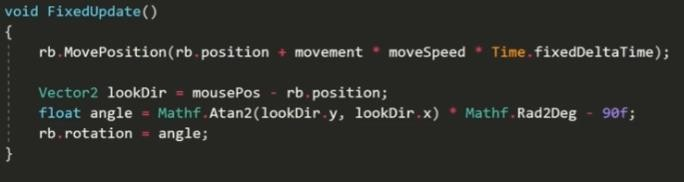 void FixedUpdate()
{
    rb.MovePosition(rb.position + movement * moveSpeed * Time.fixedDeltaTime);
    Vector2 lookDir = mousePos - rb.position;
    float angle = Mathf.Atan2(lookDir.y, lookDir.x) * Mathf.Rad2Deg - 90f;
    rb.rotation = angle;
}